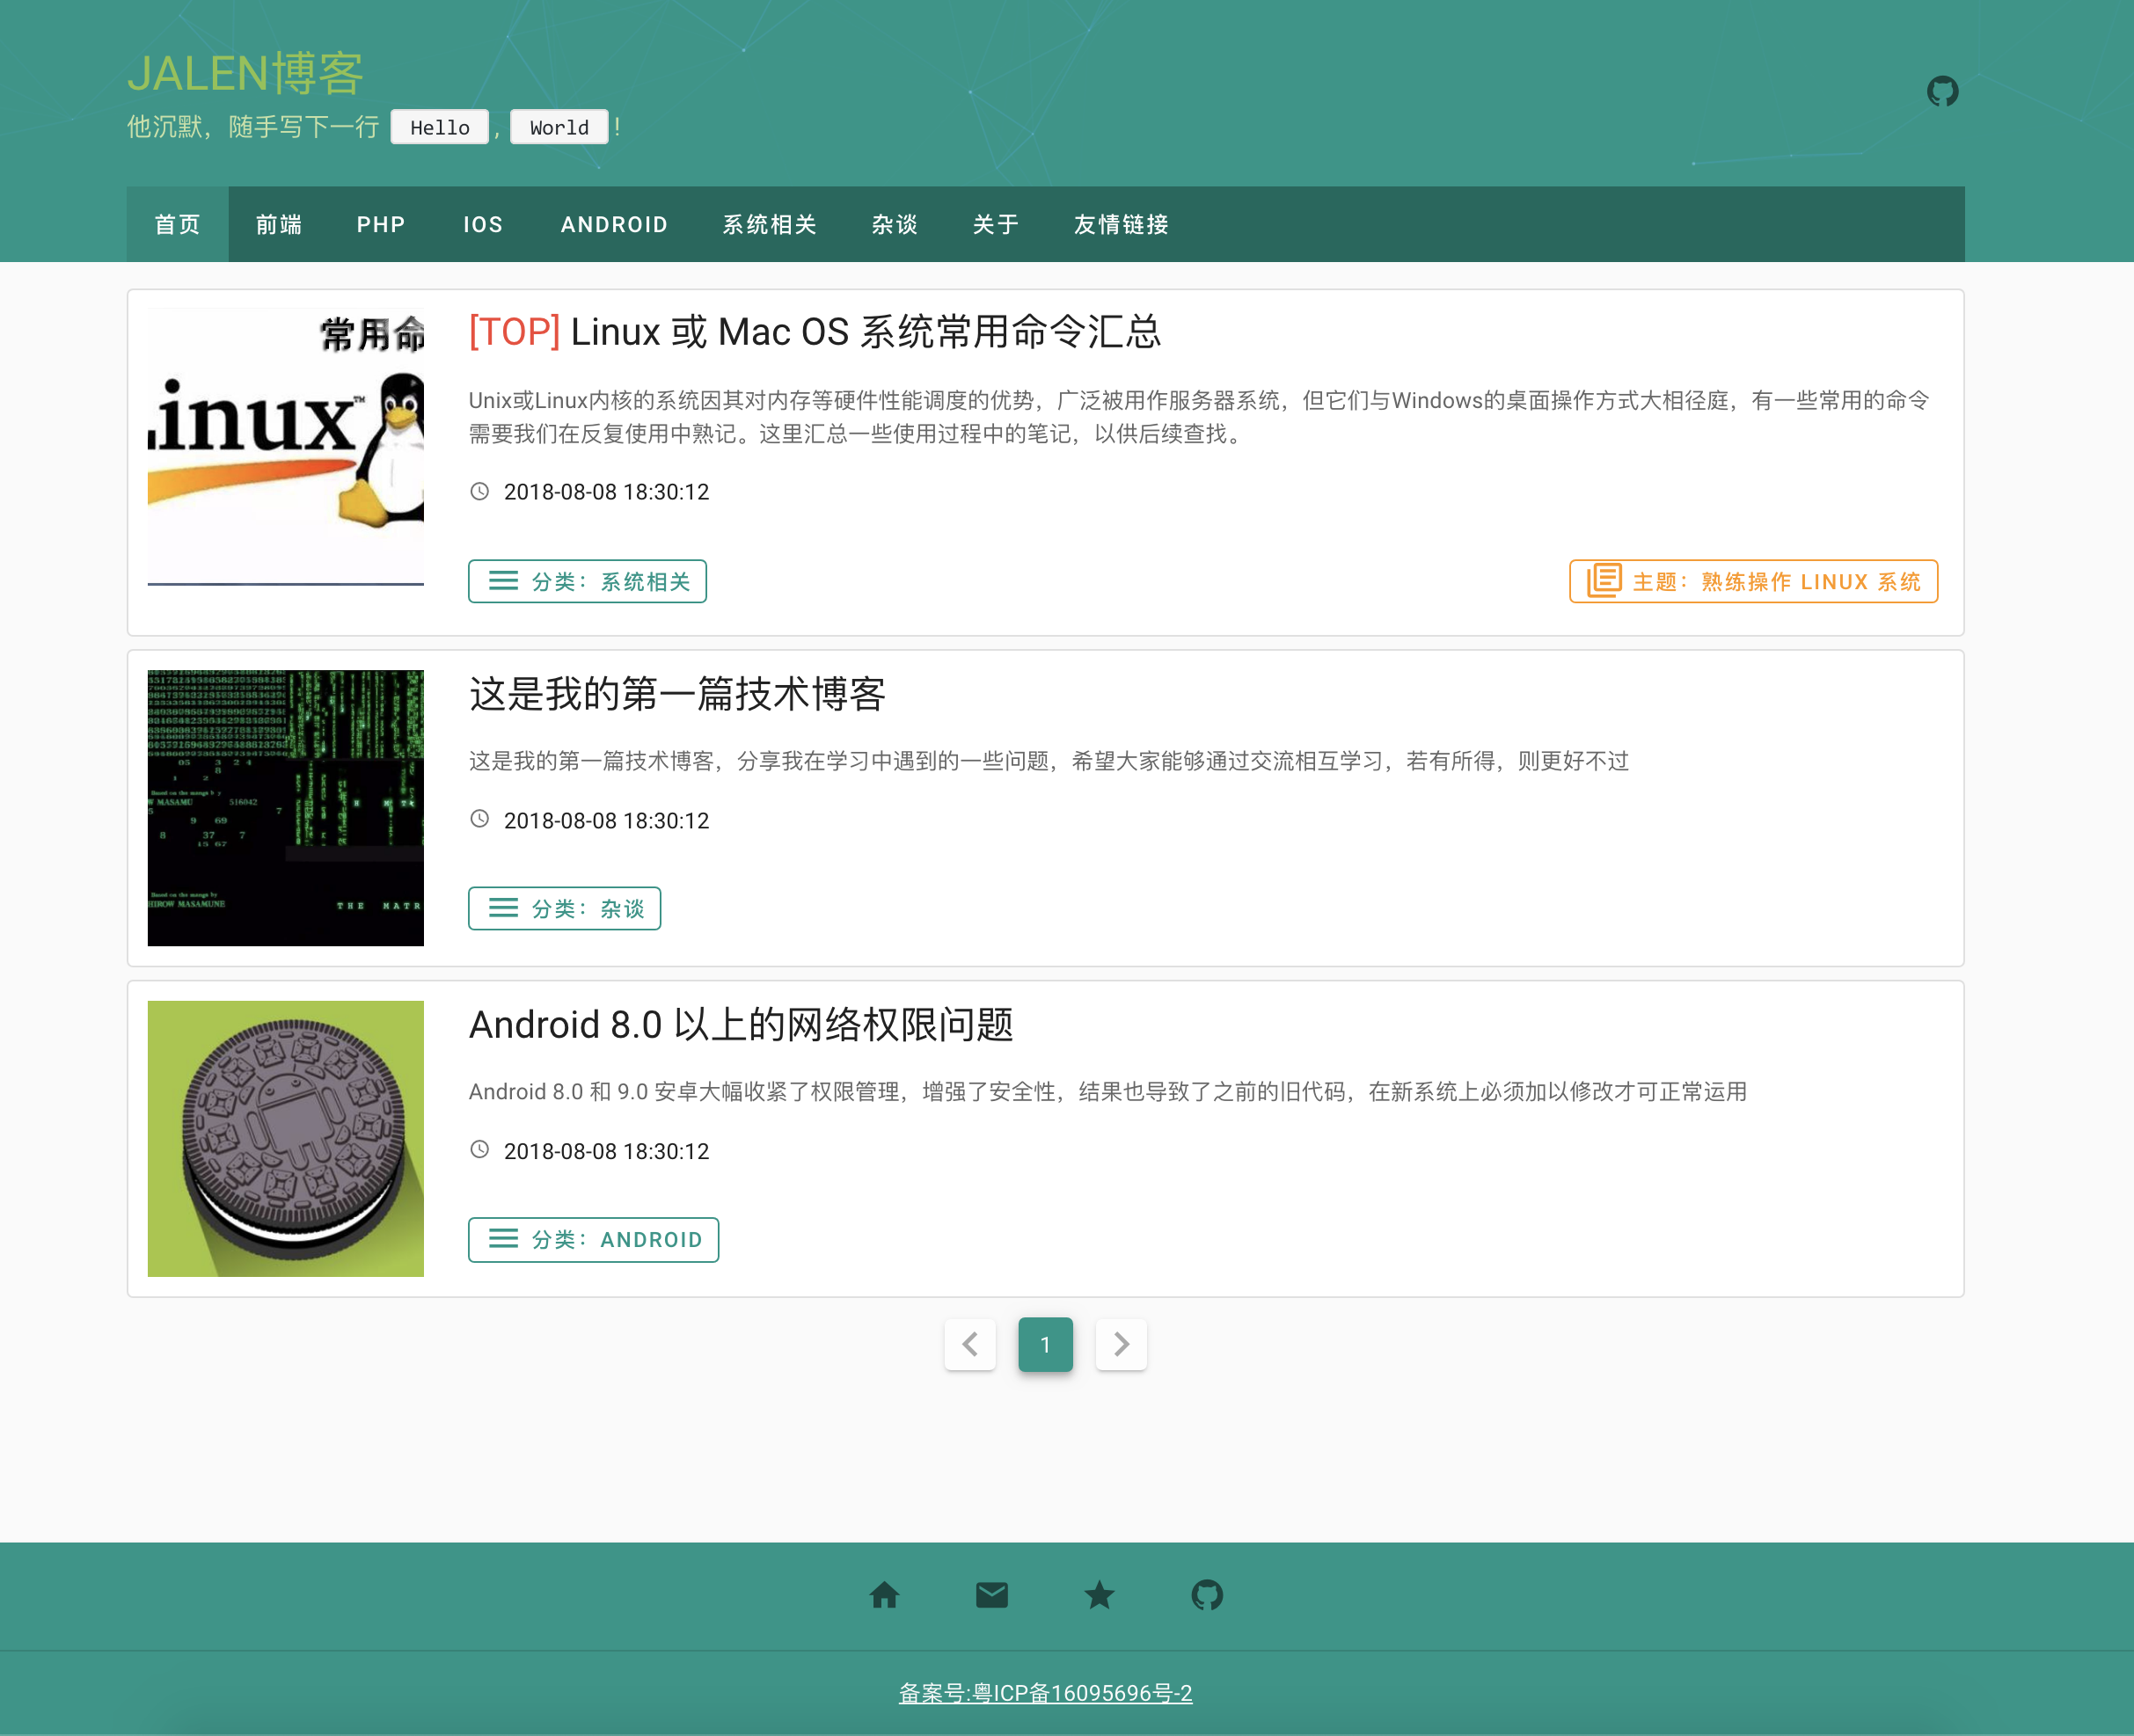 JALEN博客
他沉默，随手写下一行 Hello , World !
首页 前端 PHP IOS ANDROID 系统相关 杂谈 关于 友情链接
常用命
Linux™
[TOP] Linux 或 Mac OS 系统常用命令汇总
Unix或Linux内核的系统因其对内存等硬件性能调度的优势，广泛被用作服务器系统，但它们与Windows的桌面操作方式大相径庭，有一些常用的命令
需要我们在反复使用中熟记。这里汇总一些使用过程中的笔记，以供后续查找。
2018-08-08 18:30:12
分类：系统相关
主题：熟练操作 LINUX 系统
Based on the manga by
W MASAMU
516042
Based on the manga by
HIROW MASAMUNE
THE MATR
这是我的第一篇技术博客
这是我的第一篇技术博客，分享我在学习中遇到的一些问题，希望大家能够通过交流相互学习，若有所得，则更好不过
2018-08-08 18:30:12
分类：杂谈
Android 8.0 以上的网络权限问题
Android 8.0 和 9.0 安卓大幅收紧了权限管理，增强了安全性，结果也导致了之前的旧代码，在新系统上必须加以修改才可正常运用
2018-08-08 18:30:12
分类：ANDROID
1
备案号:粤ICP备16095696号-2